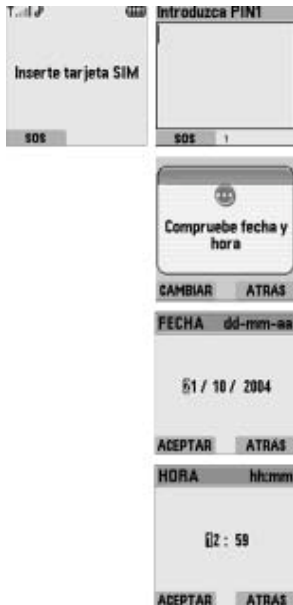 Inserte tarjeta SIM
SOS
Introduzca PIN1
SOS 1
Compruebe fecha y
hora
CAMBIAR ATRAS
FECHA dd-mm-aa
01 / 10 / 2004
ACEPTAR ATRAS
HORA hh:mm
12 : 59
ACEPTAR ATRAS